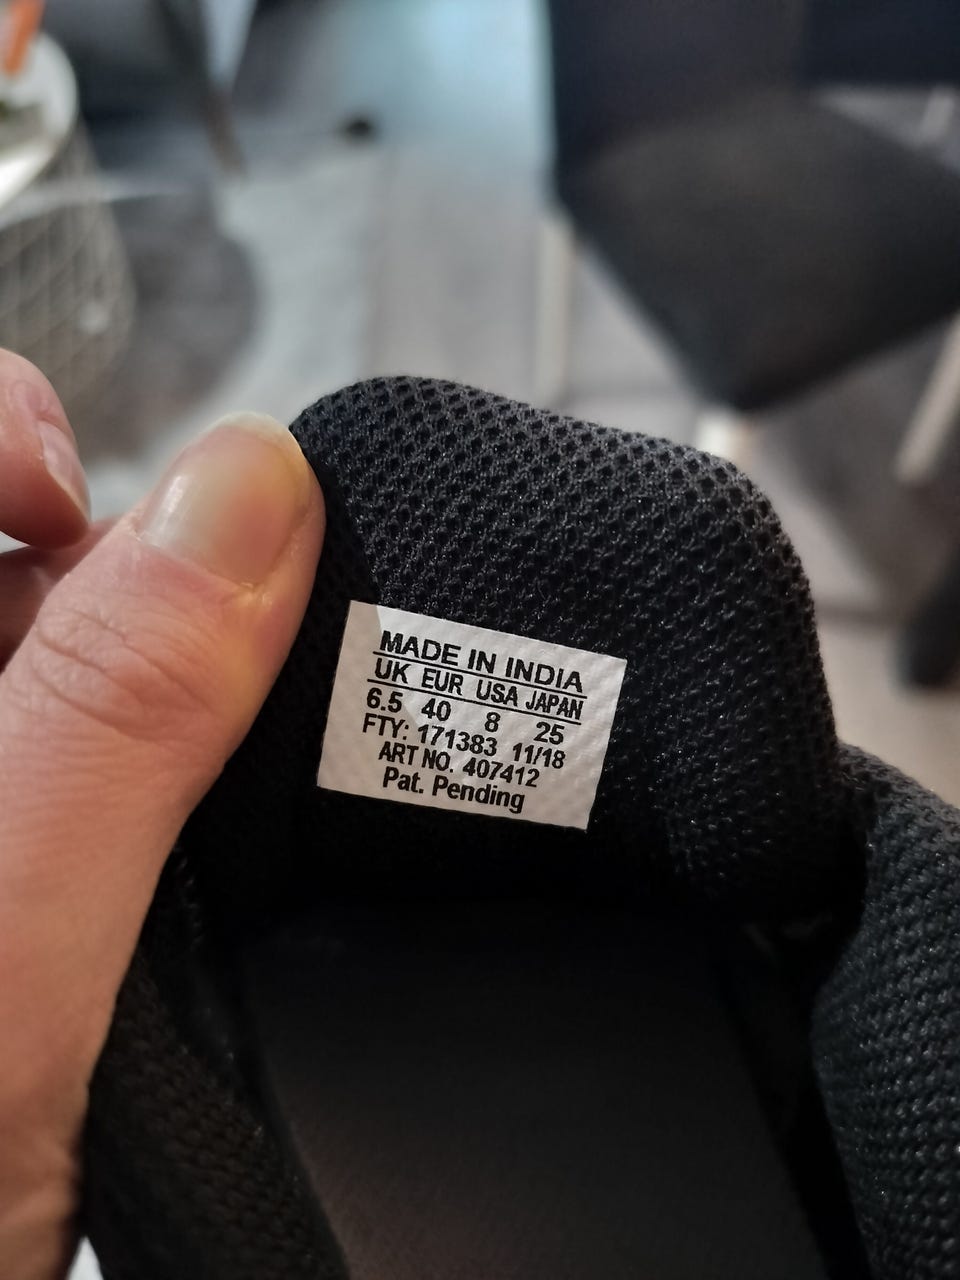 MADE IN INDIA
UK EUR USA JAPAN
6.5 40 8 25
FTY: 171383 11/18
ART NO. 407412
Pat. Pending